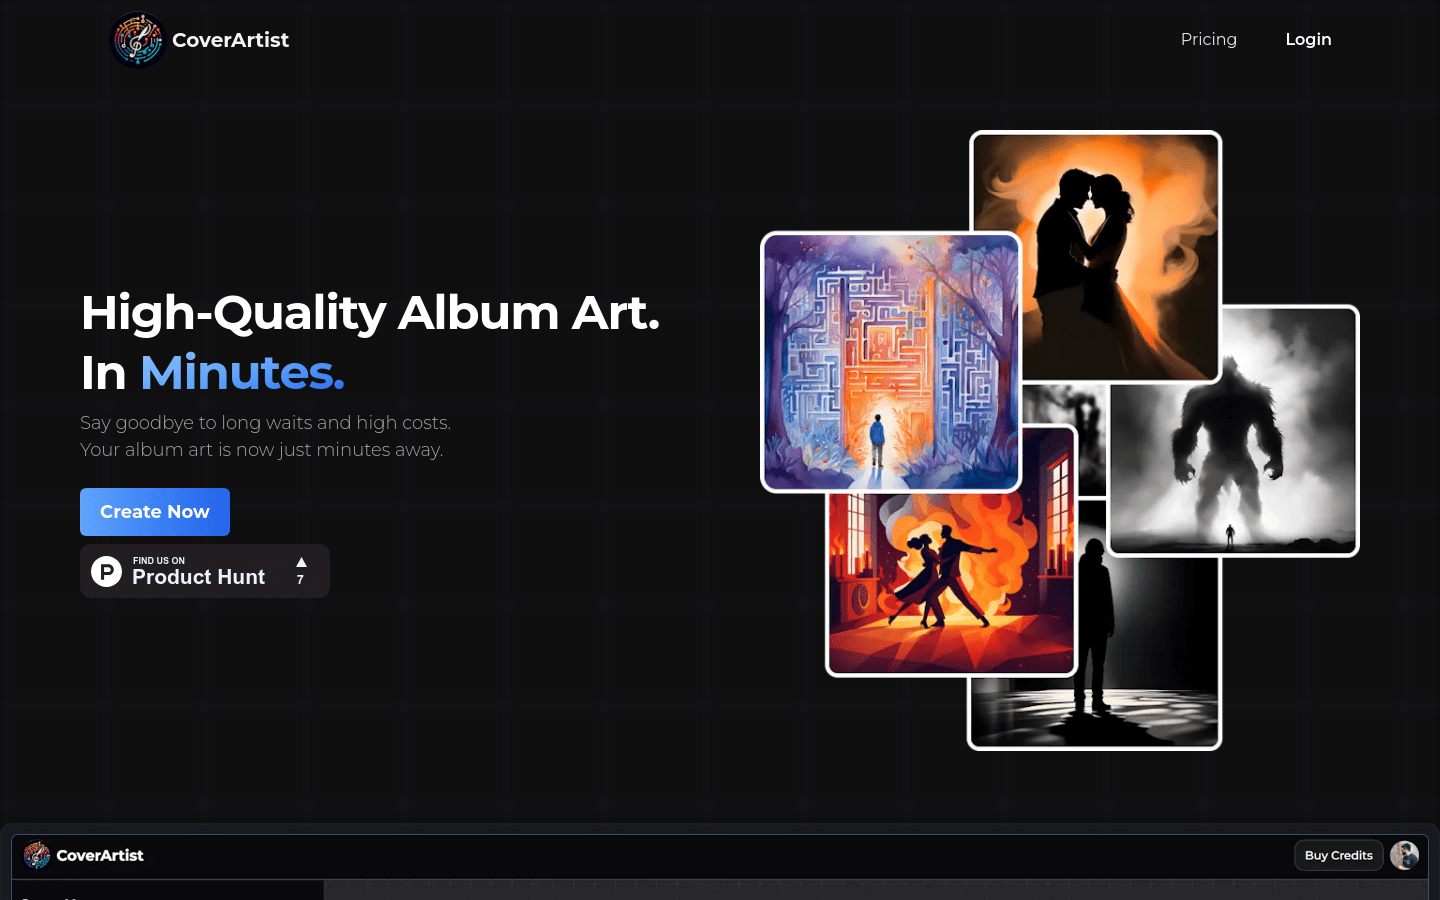 CoverArtist
Pricing
Login
High-Quality Album Art.
In Minutes.
Say goodbye to long waits and high costs.
Your album art is now just minutes away.
Create Now
P
FIND US ON
Product Hunt
▲
7
CoverArtist
Buy Credits